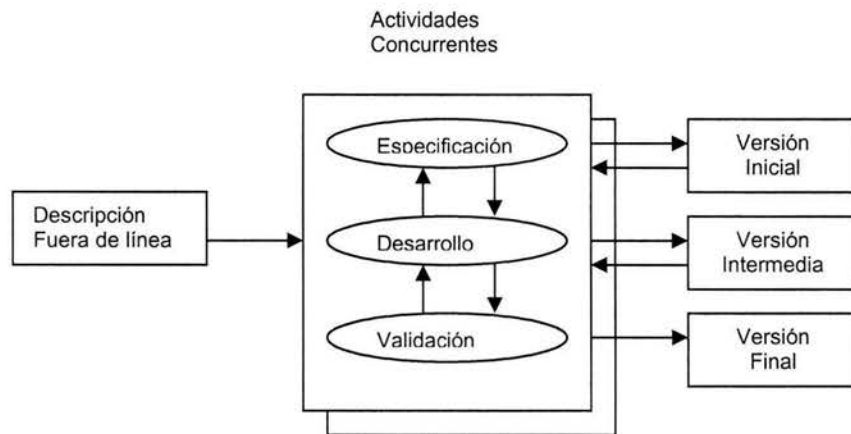 Actividades
Concurrentes
Especificación
Versión
Inicial
Descripción
Fuera de línea
Desarrollo
Versión
Intermedia
Validación
Versión
Final